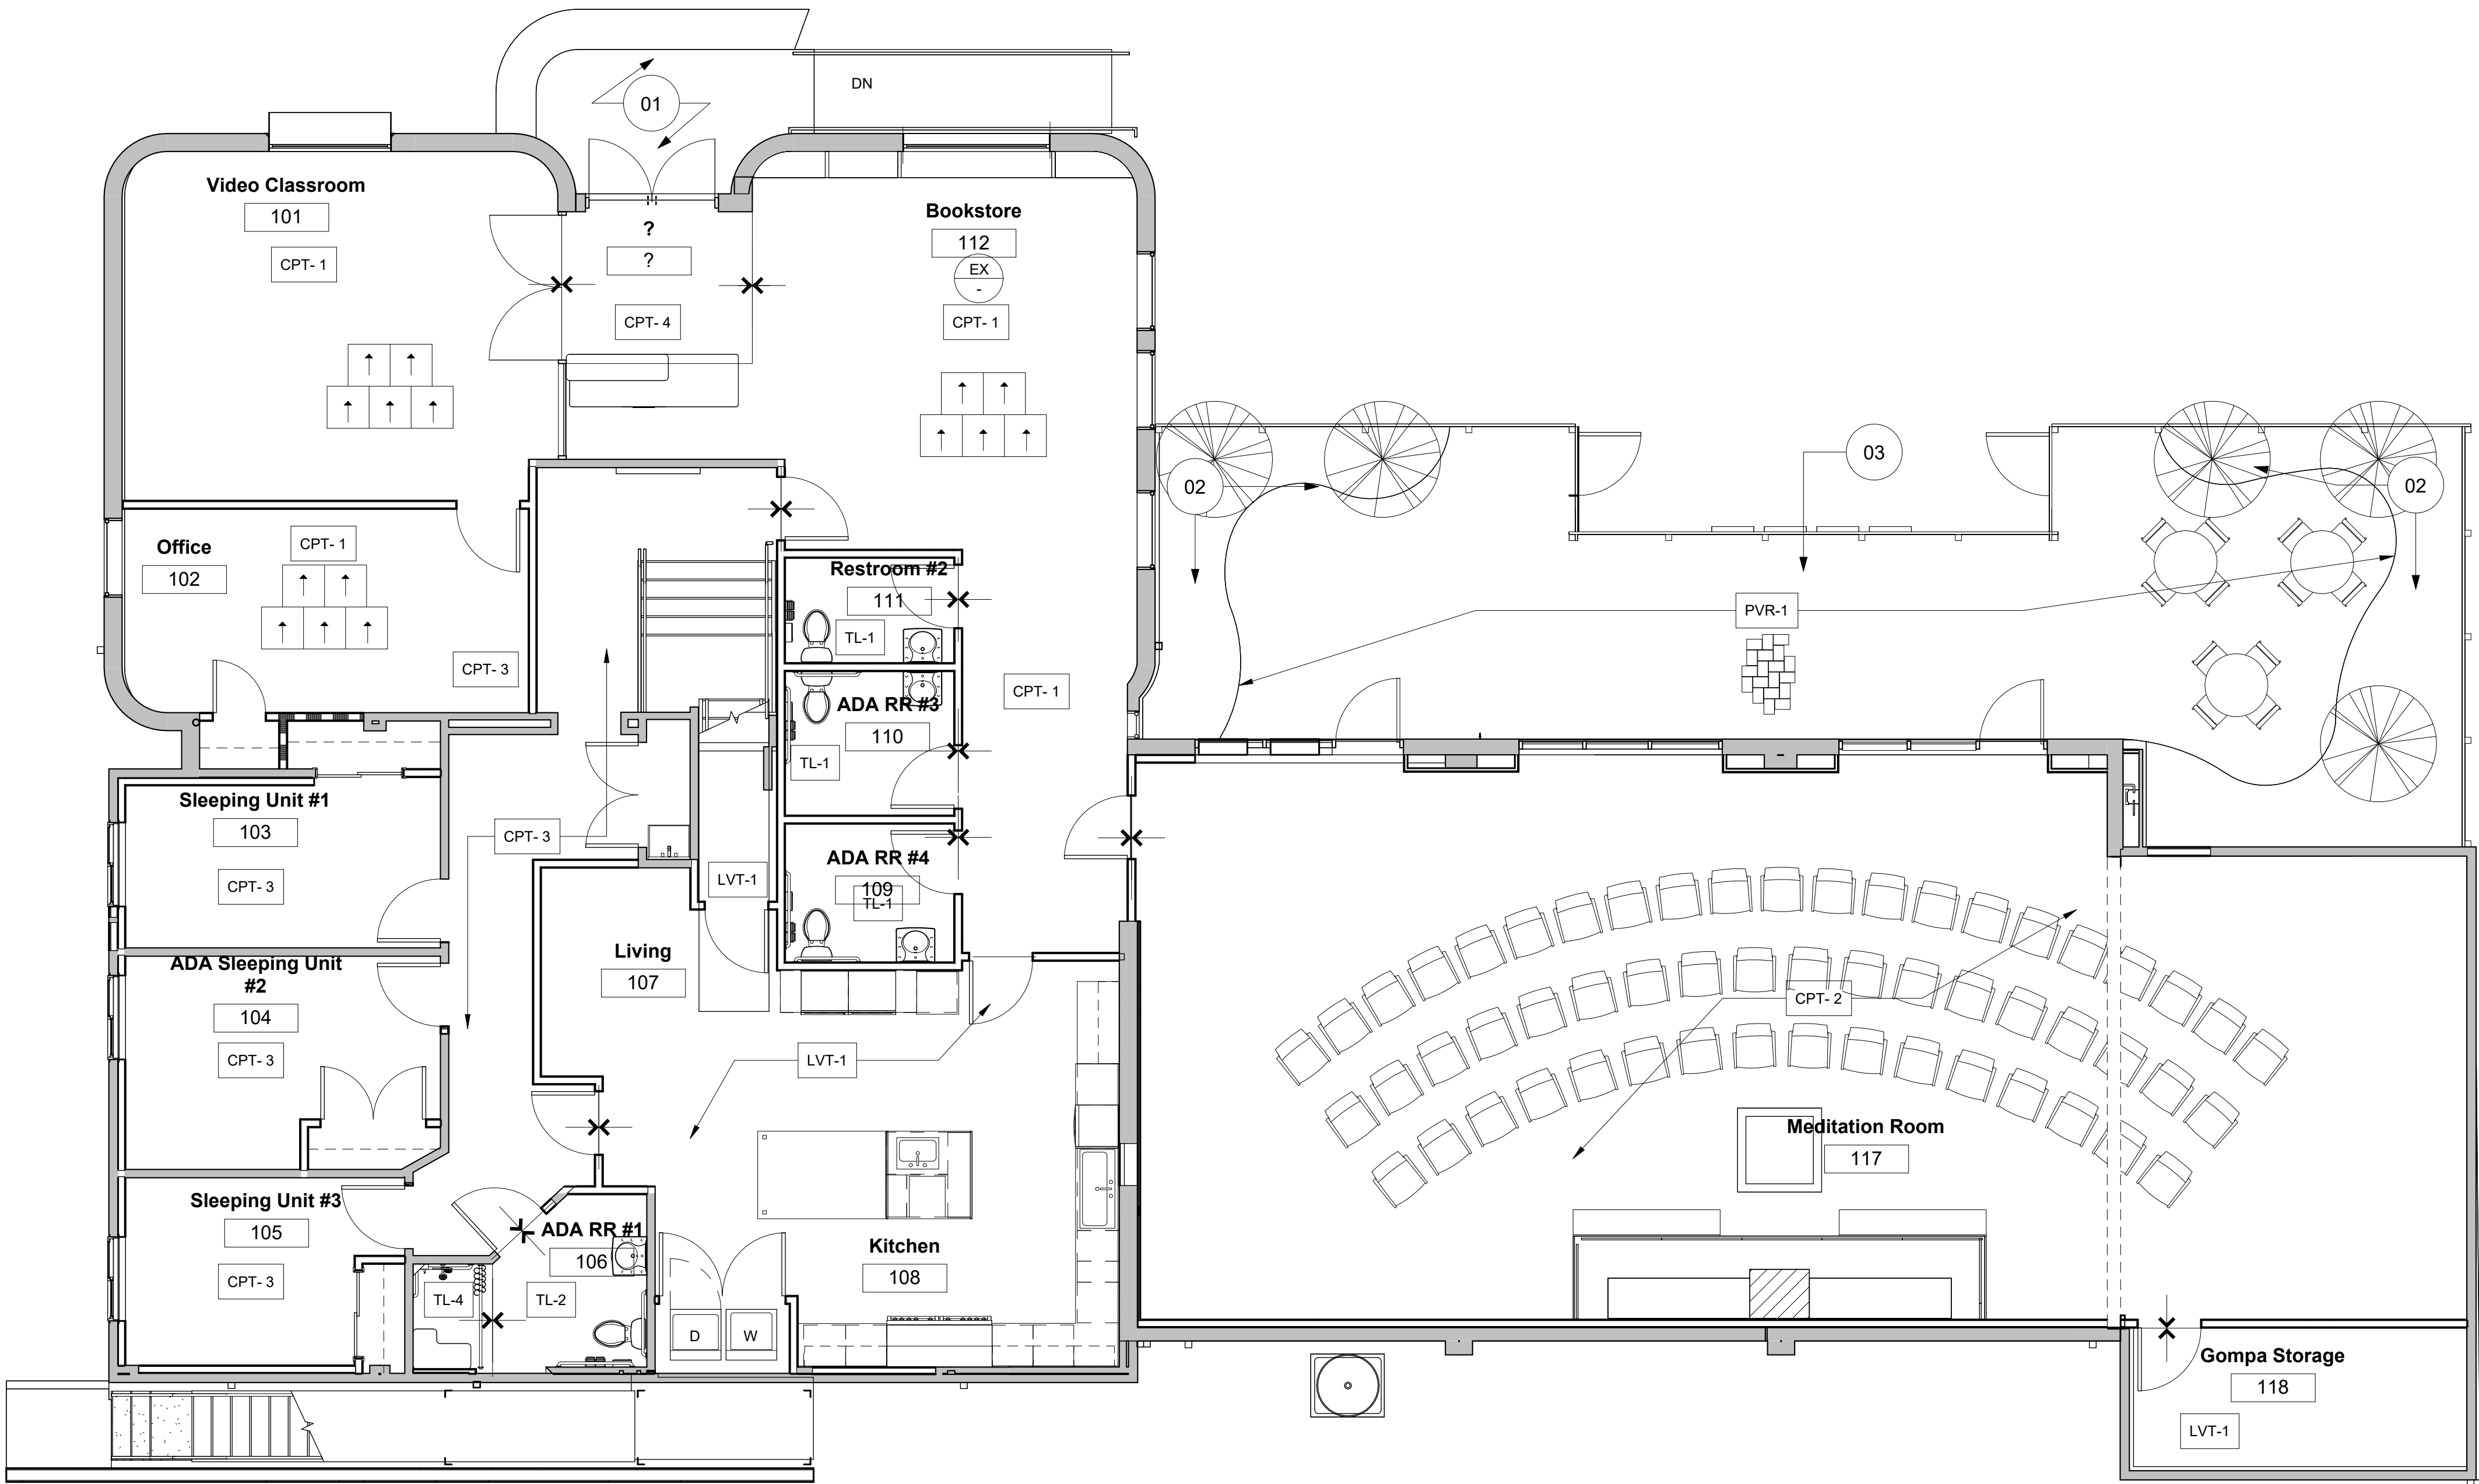 DN
01
Video Classroom
101
CPT- 1
?
?
CPT- 4
Bookstore
112
EX
-
CPT- 1
03
02
02
Office
102
CPT- 1
CPT- 3
Restroom #2
111
TL-1
PVR-1
CPT- 1
ADA RR #3
110
TL-1
Sleeping Unit #1
103
CPT- 3
CPT- 3
ADA RR #4
109
TL-1
LVT-1
Living
107
ADA Sleeping Unit
#2
104
CPT- 3
CPT- 2
LVT-1
Meditation Room
117
Sleeping Unit #3
105
CPT- 3
ADA RR #1
106
TL-4
TL-2
Kitchen
108
D
W
Gompa Storage
118
LVT-1